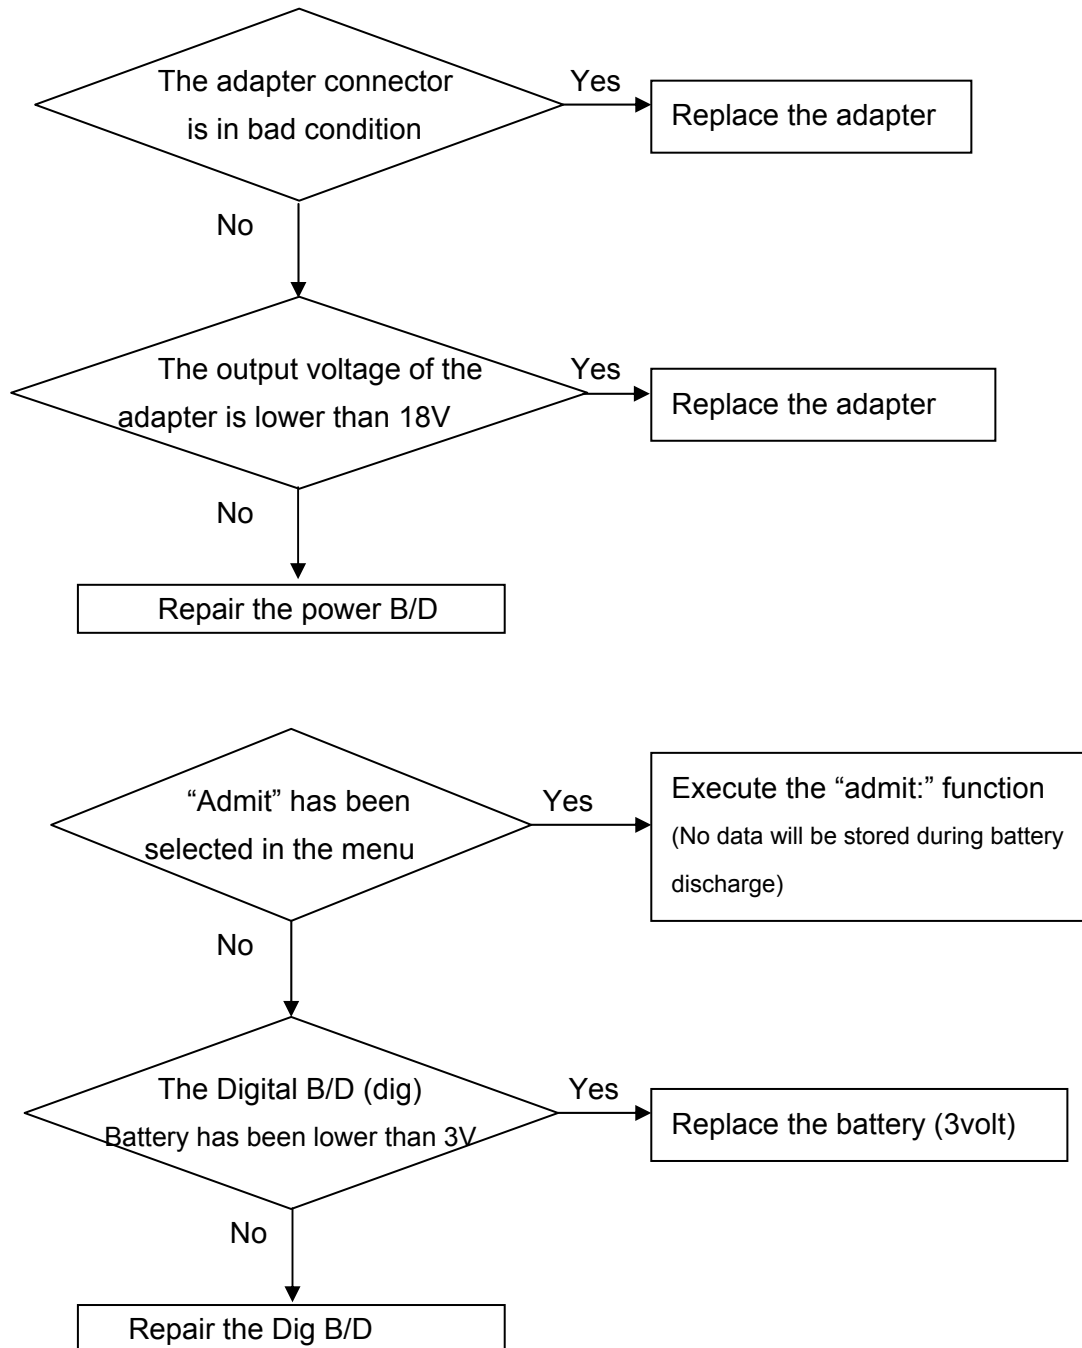 The adapter connector
is in bad condition
Yes
Replace the adapter
No
The output voltage of the
adapter is lower than 18V
Yes
Replace the adapter
No
Repair the power B/D
“Admit” has been
selected in the menu
Yes
Execute the “admit:” function
(No data will be stored during battery
discharge)
No
The Digital B/D (dig)
Battery has been lower than 3V
Yes
Replace the battery (3volt)
No
Repair the Dig B/D